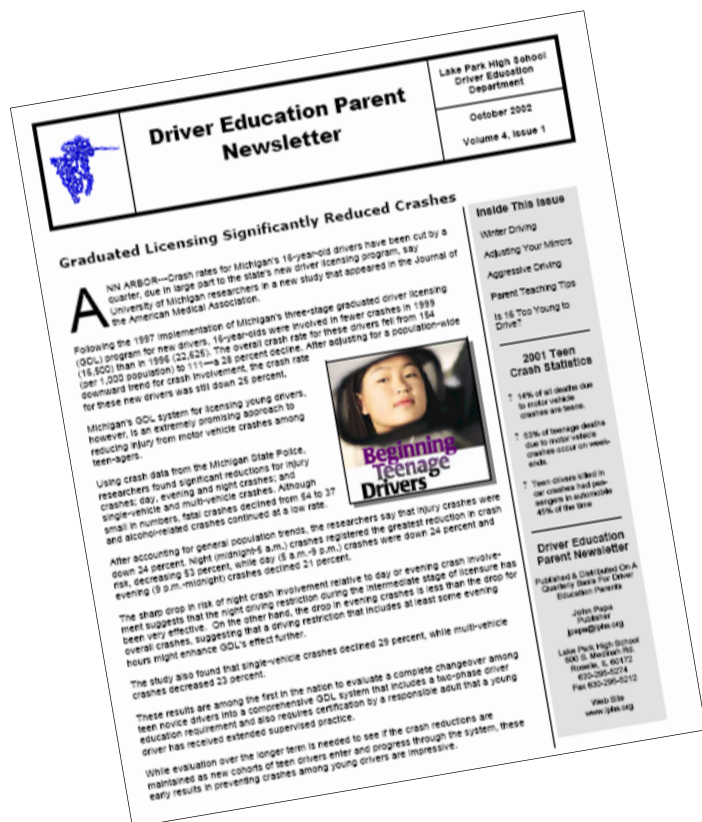 Driver Education Parent
Newsletter
Lake Park High School
Driver Education
Department
October 2002
Volume 4, Issue 1
Graduated Licensing Significantly Reduced Crashes
ANN ARBOR---Crash rates for Michigan's 16-year-old drivers have been cut by a
quarter, due in large part to the state's new driver licensing program, say
University of Michigan researchers in a new study that appeared in the Journal of
the American Medical Association.
Following the 1997 implementation of Michigan's three-stage graduated driver licensing
(GDL) program for new drivers, 16-year-olds were involved in fewer crashes in 1999
(16,500) than in 1996 (22,625). The overall crash rate for these drivers fell from 154
(per 1,000 population) to 111—a 28 percent decline. After adjusting for a population-wide
downward trend for crash involvement, the crash rate
for these new drivers was still down 25 percent.
Michigan's GDL system for licensing young drivers,
however, is an extremely promising approach to
reducing injury from motor vehicle crashes among
teen-agers.
Using crash data from the Michigan State Police,
researchers found significant reductions for injury
crashes; day, evening and night crashes; and
single-vehicle and multi-vehicle crashes. Although
small in numbers, fatal crashes declined from 54 to 37
and alcohol-related crashes continued at a low rate.
Beginning
Teenage
Drivers
After accounting for general population trends, the researchers say that injury crashes were
down 24 percent. Night (midnight-5 a.m.) crashes registered the greatest reduction in crash
risk, decreasing 53 percent, while day (5 a.m.-9 p.m.) crashes were down 24 percent and
evening (9 p.m.-midnight) crashes declined 21 percent.
The sharp drop in risk of night crash involvement relative to day or evening crash involve-
ment suggests that the night driving restriction during the intermediate stage of licensure has
been very effective. On the other hand, the drop in evening crashes is less than the drop for
overall crashes, suggesting that a driving restriction that includes at least some evening
hours might enhance GDL's effect further.
The study also found that single-vehicle crashes declined 29 percent, while multi-vehicle
crashes decreased 23 percent.
These results are among the first in the nation to evaluate a complete changeover among
teen novice drivers into a comprehensive GDL system that includes a two-phase driver
education requirement and also requires certification by a responsible adult that a young
driver has received extended supervised practice.
While evaluation over the longer term is needed to see if the crash reductions are
maintained as new cohorts of teen drivers enter and progress through the system, these
early results in preventing crashes among young drivers are impressive.
Inside This Issue
Winter Driving
Adjusting Your Mirrors
Aggressive Driving
Parent Teaching Tips
Is 16 Too Young to
Drive?
2001 Teen
Crash Statistics
? 14% of all deaths due
to motor vehicle
crashes are teens.
? 53% of teenage deaths
due to motor vehicle
crashes occur on week-
ends.
? Teen drivers killed in
car crashes had pas-
sengers in automobile
45% of the time
Driver Education
Parent Newsletter
Published & Distributed On A
Quarterly Basis For Driver
Education Parents
John Papa
Publisher
jpapa@lphs.org
Lake Park High School
600 S. Medinah Rd.
Roselle, IL 60172
630-295-5274
Fax 630-295-5212
Web Site
www.lphs.org